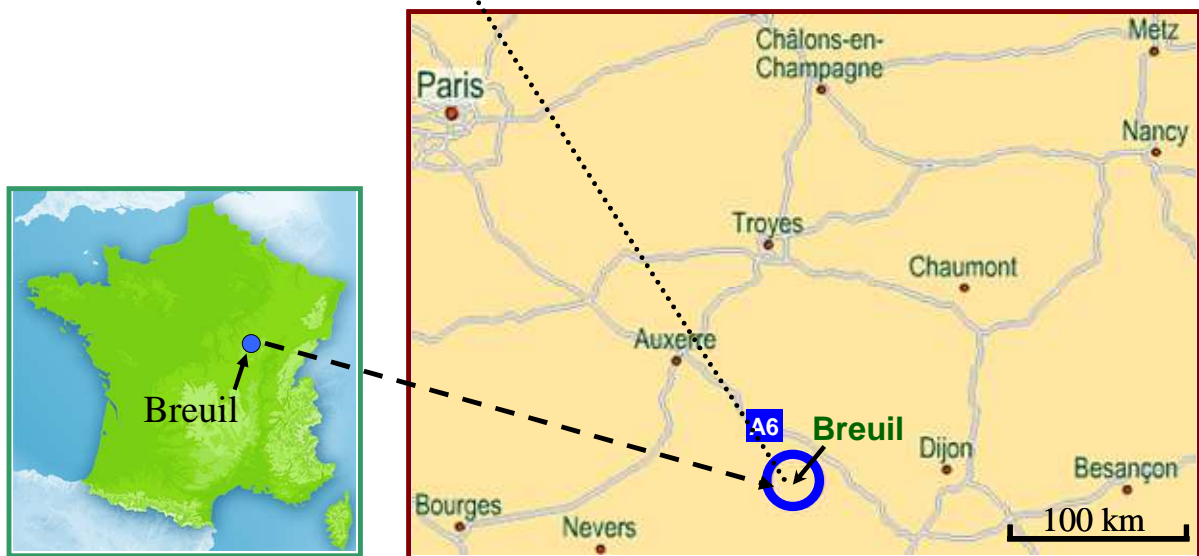 Breuil
Châlons-en-
Champagne
Metz
Paris
Nancy
Troyes
Chaumont
Auxerre
A6
Breuil
Dijon
Besançon
Bourges
Nevers
100 km